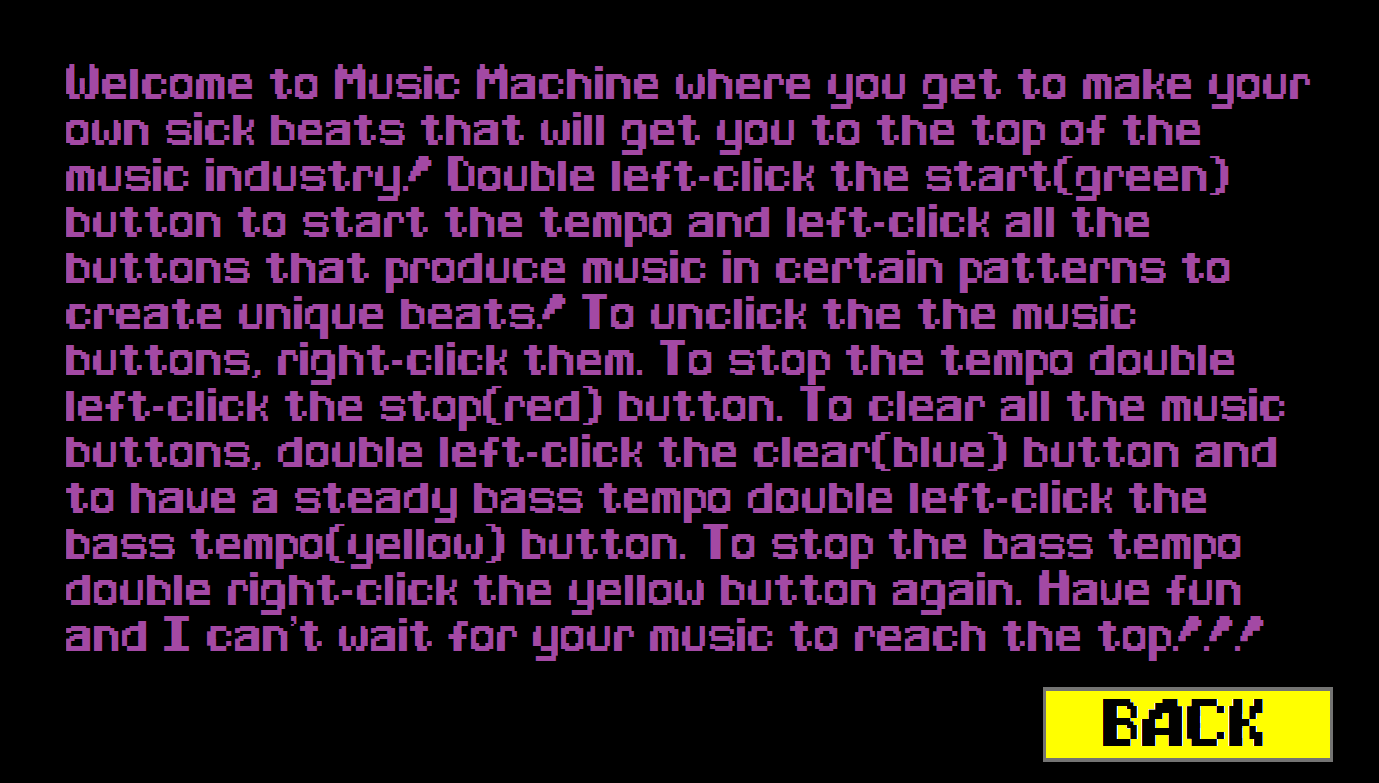 Welcome to Music Machine where you get to make your
own sick beats that will get you to the top of the
music industry! Double left-click the start(green)
button to start the tempo and left-click all the
buttons that produce music in certain patterns to
create unique beats! To unclick the the music
buttons, right-click them. To stop the tempo double
left-click the stop(red) button. To clear all the music
buttons, double left-click the clear(blue) button and
to have a steady bass tempo double left-click the
bass tempo(yellow) button. To stop the bass tempo
double right-click the yellow button again. Have fun
and I can't wait for your music to reach the top!!!
BACK